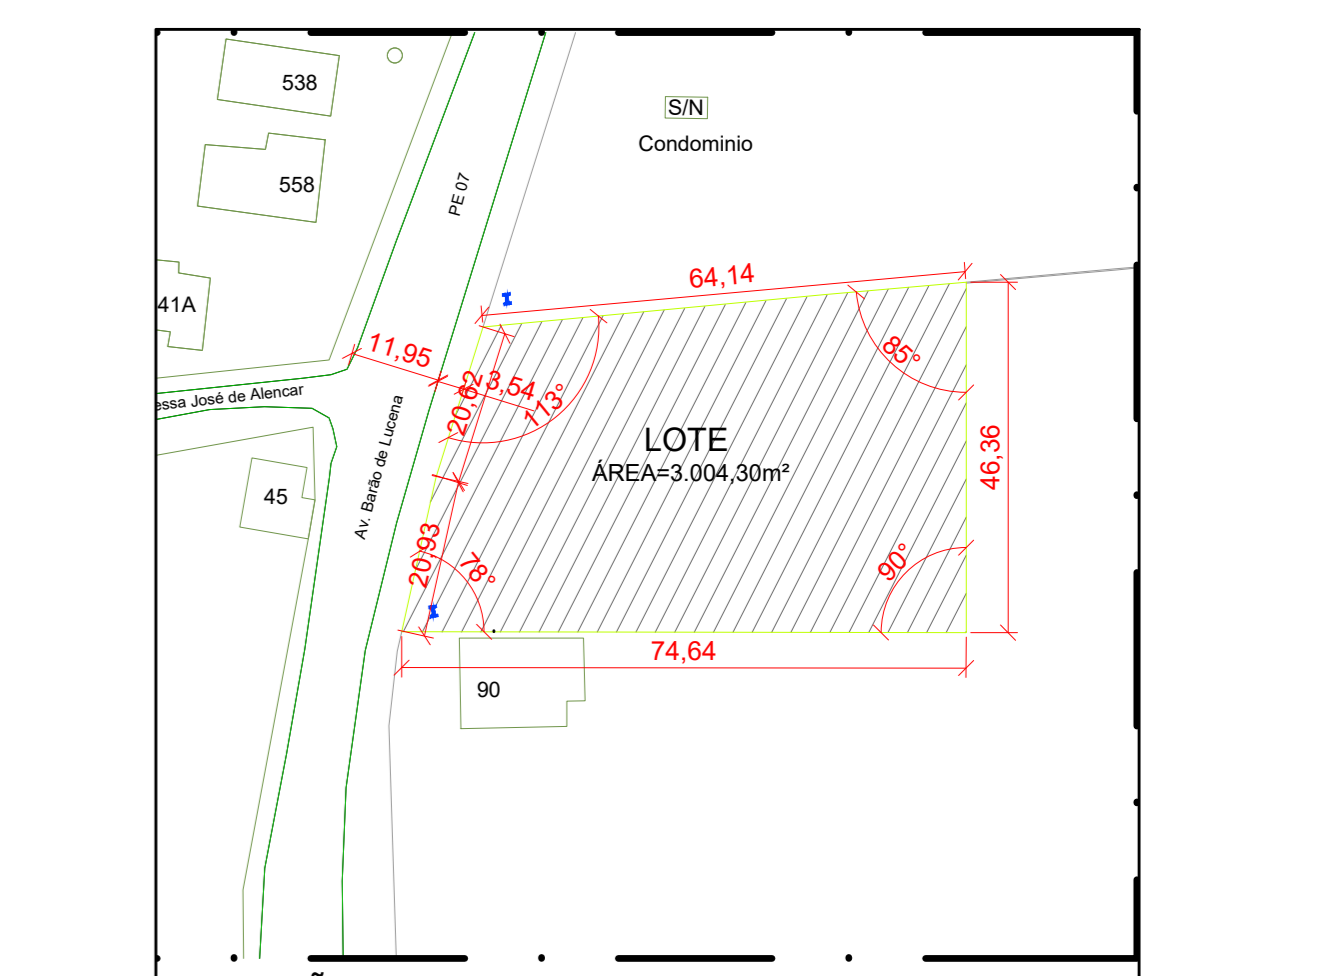 538
S/N
Condominio
558
PE 07
64,14
41A
11,95
85°
3,54
20,62
113°
essa José de Alencar
Av. Barão de Lucena
LOTE
ÁREA=3.004,30m²
46,36
45
20,93
78°
90°
74,64
90